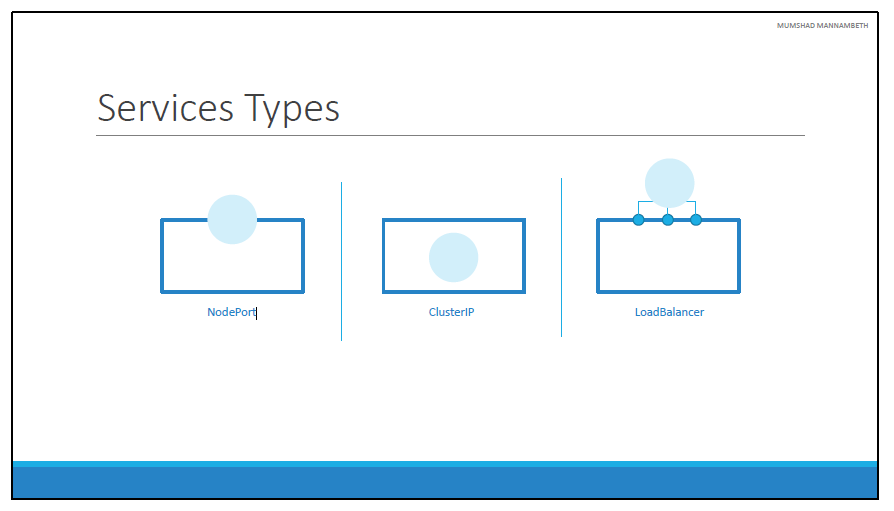 MUMSHAD MANNAMBETH
Services Types
NodePort
ClusterIP
LoadBalancer